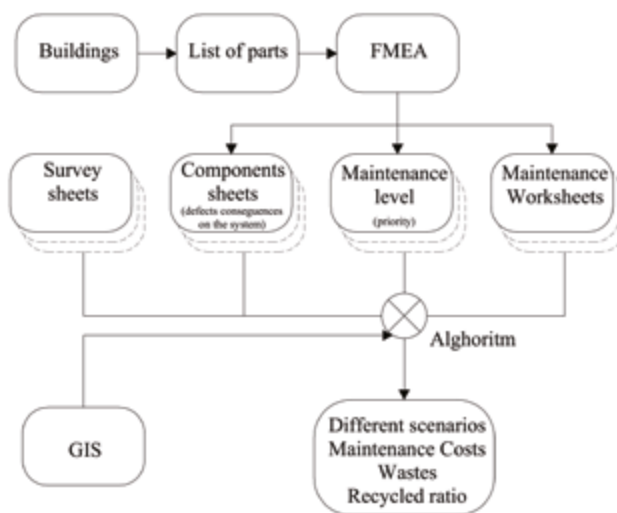 Buildings
List of parts
FMEA
Survey
sheets
Components
sheets
(defects conseguences
on the system)
Maintenance
level
(priority)
Maintenance
Worksheets
Alghoritm
GIS
Different scenarios
Maintenance Costs
Wastes
Recycled ratio